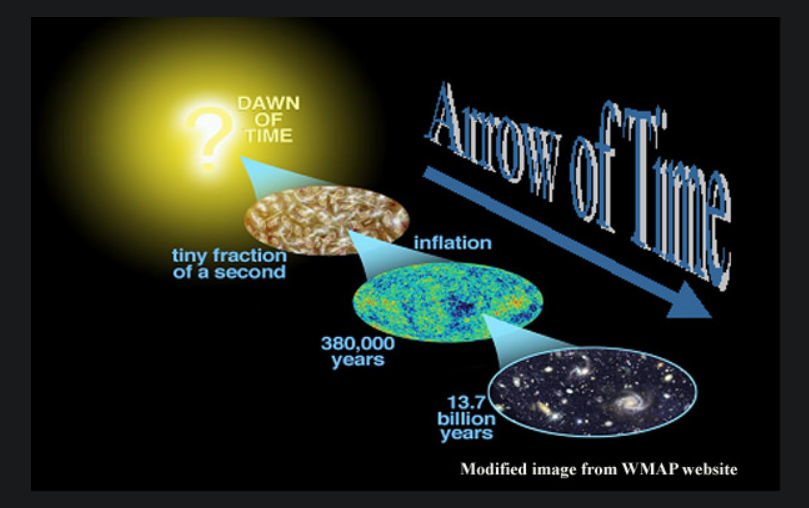 ?
DAWN
OF
TIME
Arrow of Time
tiny fraction
of a second
inflation
380,000
years
13.7
billion
years
Modified image from WMAP website